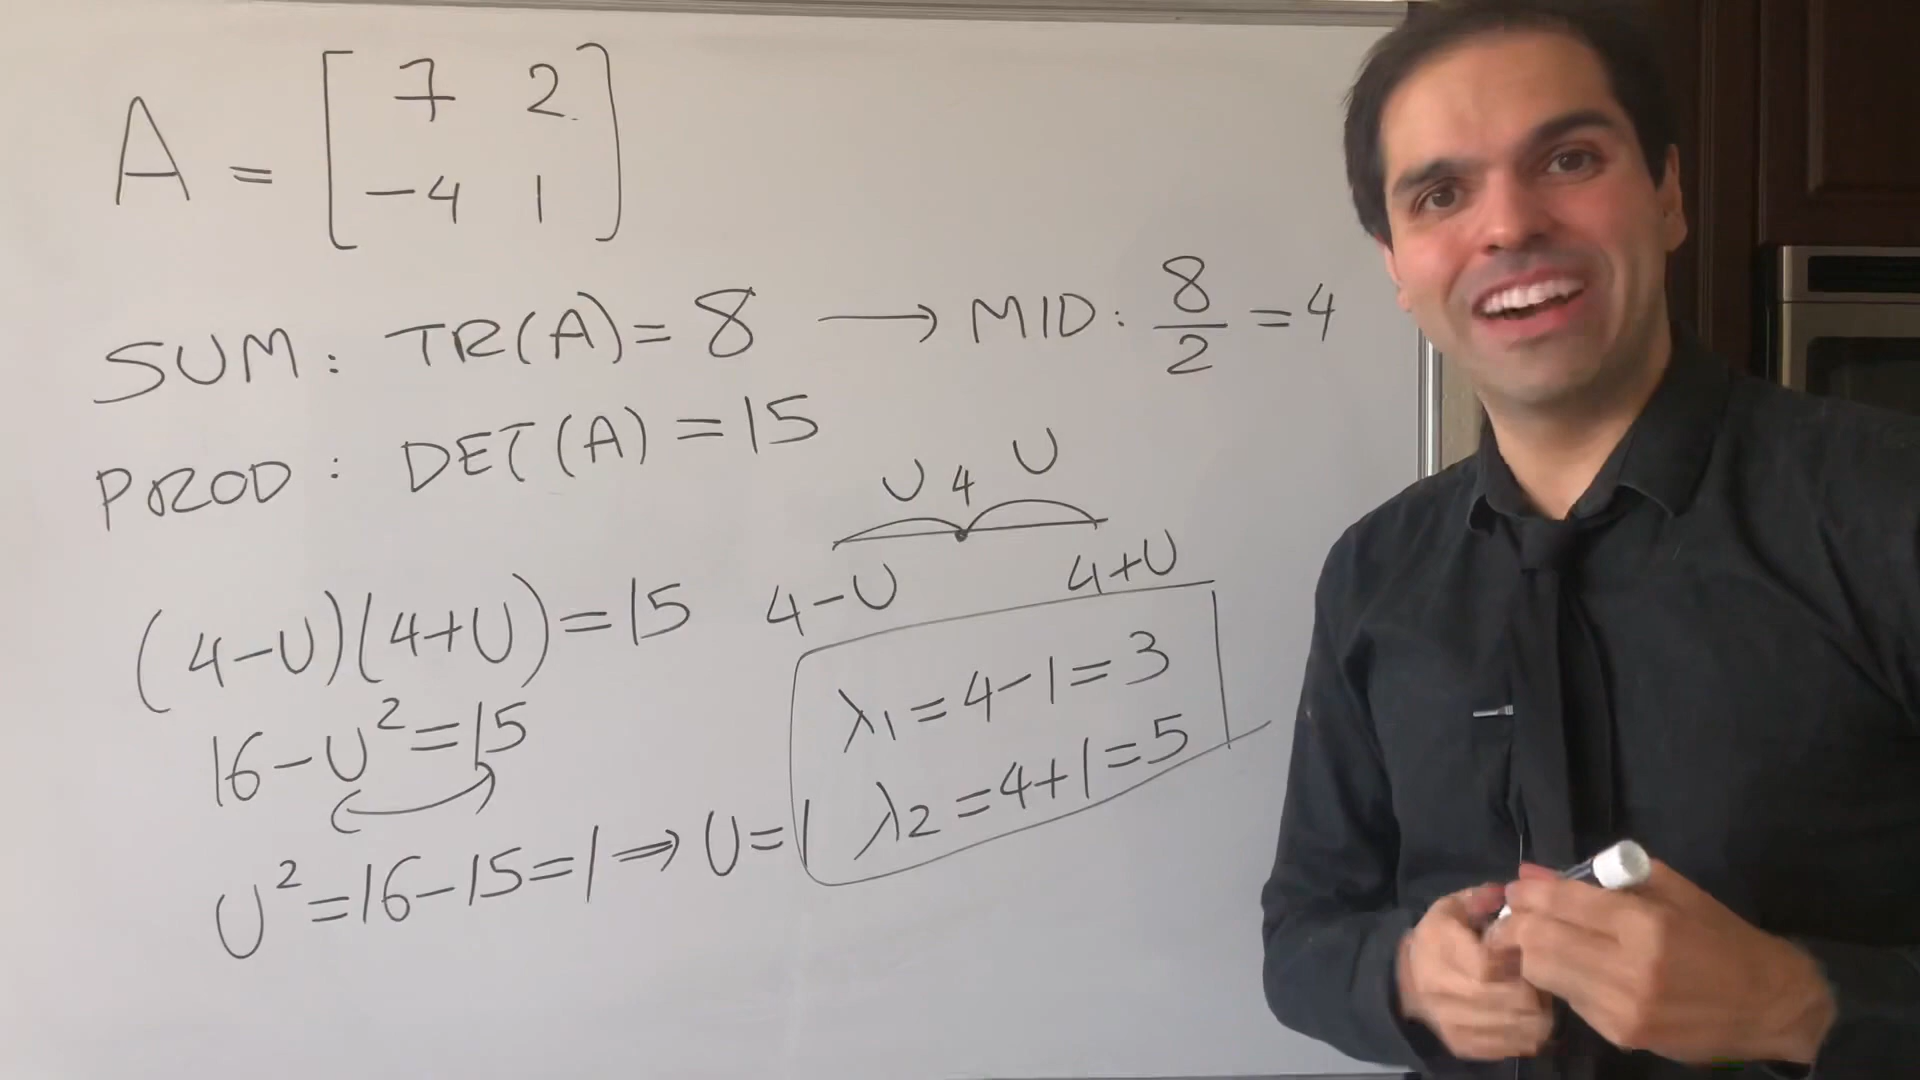 A = [ 7 2
-4 1 ]
SUM: TR(A)=8 → MID: 8/2 = 4
PROD: DET(A) = 15
U 4 U
4-U 4+U
(4-U)(4+U)=15
16-U²=15
U²=16-15=1 ⇒ U=1
λ1=4-1=3
λ2=4+1=5